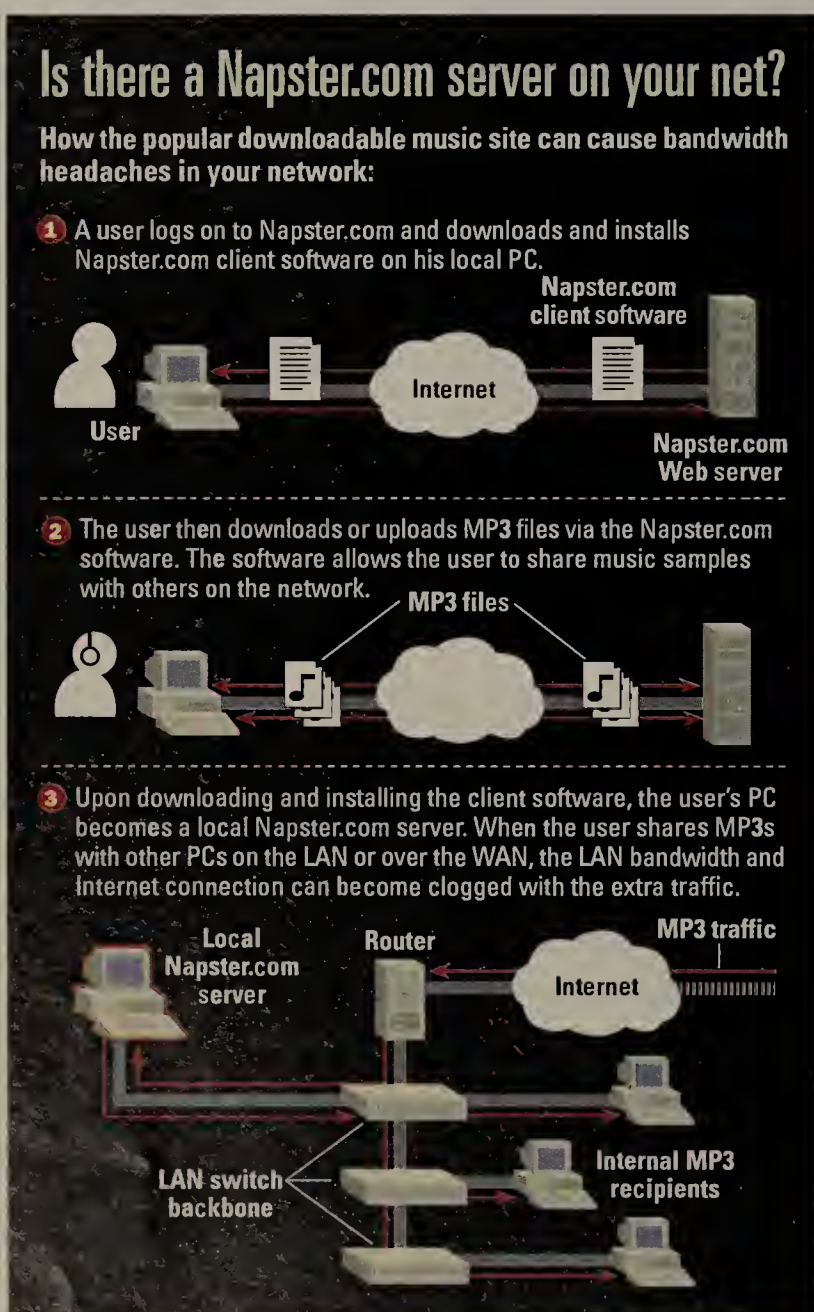 Is there a Napster.com server on your net?
How the popular downloadable music site can cause bandwidth
headaches in your network:
1 A user logs on to Napster.com and downloads and installs
Napster.com client software on his local PC.
Napster.com
client software
Internet
User
Napster.com
Web server
2 The user then downloads or uploads MP3 files via the Napster.com
software. The software allows the user to share music samples
with others on the network.
MP3 files
3 Upon downloading and installing the client software, the user's PC
becomes a local Napster.com server. When the user shares MP3s
with other PCs on the LAN or over the WAN, the LAN bandwidth and
Internet connection can become clogged with the extra traffic.
Local
Napster.com
server
Router
MP3 traffic
Internet
LAN switch
backbone
Internal MP3
recipients